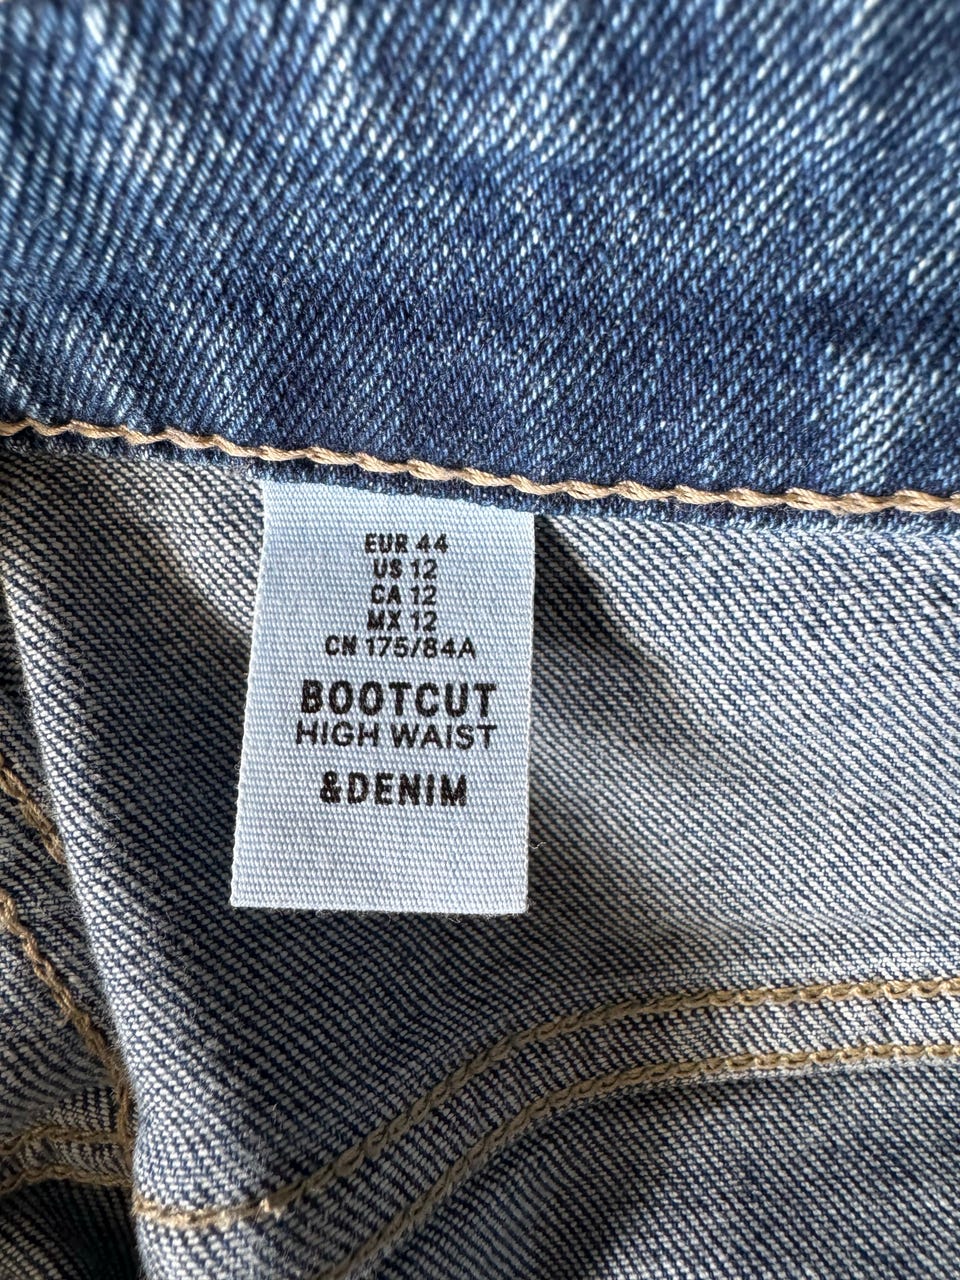 EUR 44
US 12
CA 12
MX 12
CN 175/84A
BOOTCUT
HIGH WAIST
&DENIM